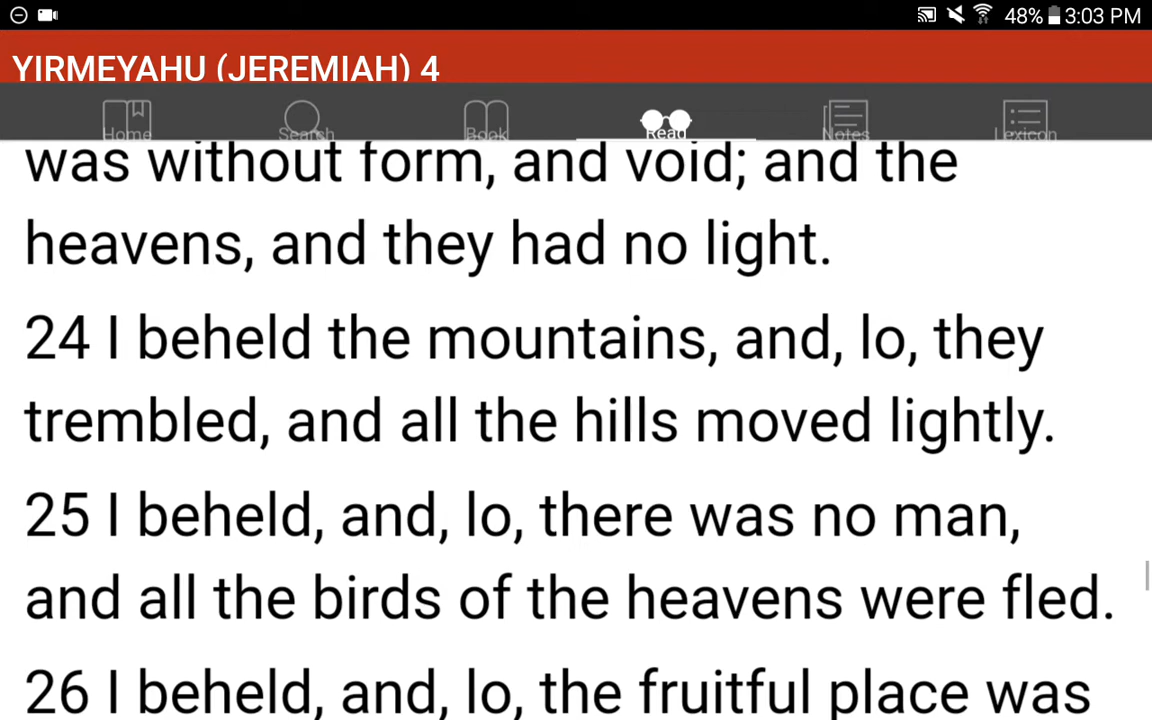 48% 3:03 PM
YIRMEYAHU (JEREMIAH) 4
Home Search Book Read Notes Lexicon
was without form, and void; and the
heavens, and they had no light.
24 I beheld the mountains, and, lo, they
trembled, and all the hills moved lightly.
25 I beheld, and, lo, there was no man,
and all the birds of the heavens were fled.
26 I beheld, and, lo, the fruitful place was